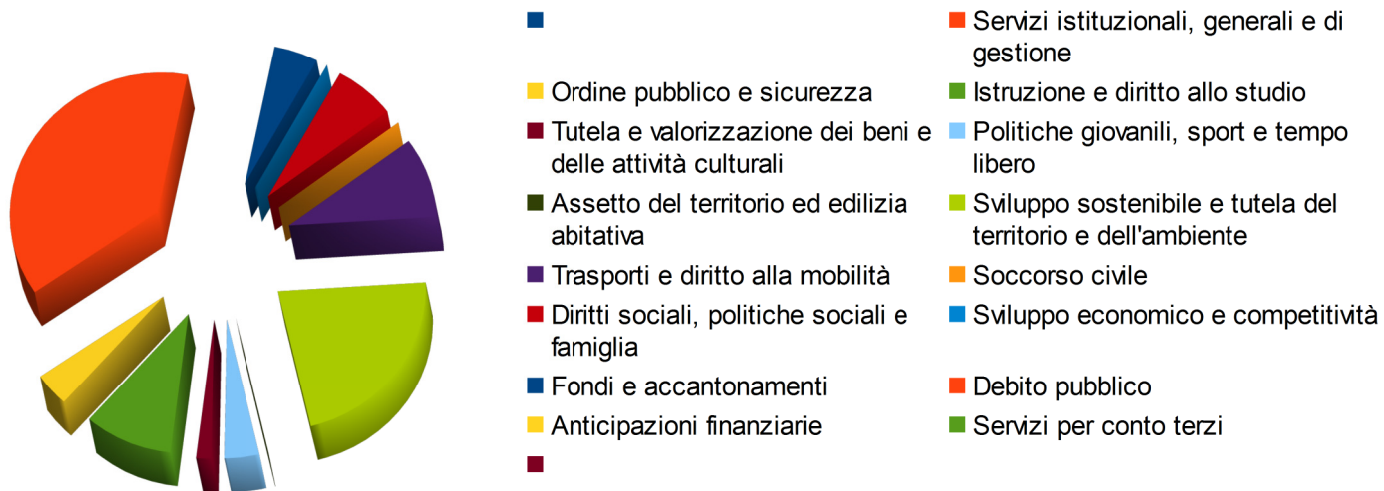 Servizi istituzionali, generali e di
gestione
Ordine pubblico e sicurezza
Istruzione e diritto allo studio
Tutela e valorizzazione dei beni e
delle attività culturali
Politiche giovanili, sport e tempo
libero
Assetto del territorio ed edilizia
abitativa
Sviluppo sostenibile e tutela del
territorio e dell'ambiente
Trasporti e diritto alla mobilità
Soccorso civile
Diritti sociali, politiche sociali e
famiglia
Sviluppo economico e competitività
Fondi e accantonamenti
Debito pubblico
Anticipazioni finanziarie
Servizi per conto terzi